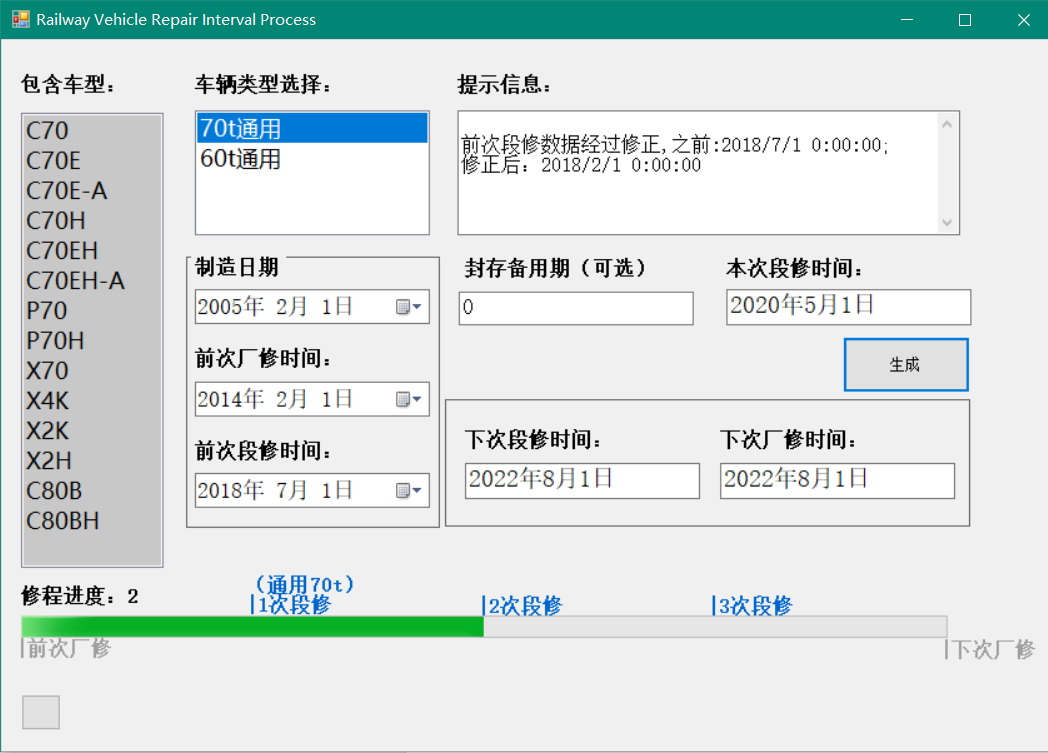 Railway Vehicle Repair Interval Process
包含车型：
C70
C70E
C70E-A
C70H
C70EH
C70EH-A
P70
P70H
X70
X4K
X2K
X2H
C80B
C80BH
车辆类型选择：
70t通用
60t通用
提示信息：
前次段修数据经过修正,之前:2018/7/1 0:00:00;
修正后：2018/2/1 0:00:00
制造日期
2005年 2月 1日
前次厂修时间：
2014年 2月 1日
前次段修时间：
2018年 7月 1日
封存备用期（可选）
0
本次段修时间：
2020年5月1日
生成
下次段修时间：
2022年8月1日
下次厂修时间：
2022年8月1日
修程进度：2
（通用70t）
|1次段修
|2次段修
|3次段修
|前次厂修
|下次厂修